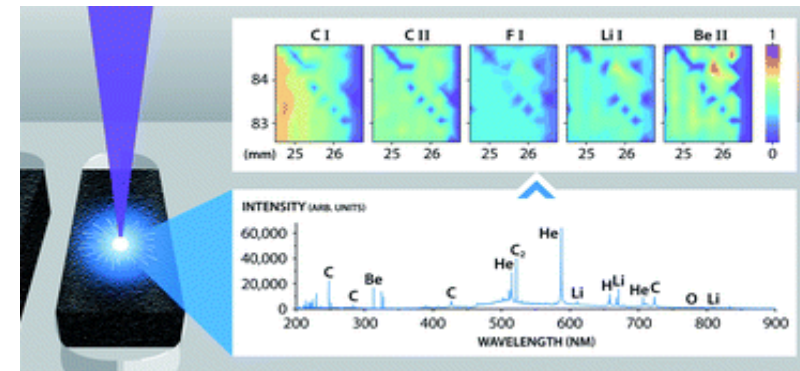 C I C II F I Li I Be II 1
84
83
(mm) 25 26 25 26 25 26 25 26 25 26 0
INTENSITY (ARB. UNITS)
60,000
40,000
20,000
0
He
C₂
He
C
Be
C
C
Li
H
Li
He
C
O
Li
200 300 400 500 600 700 800 900
WAVELENGTH (NM)